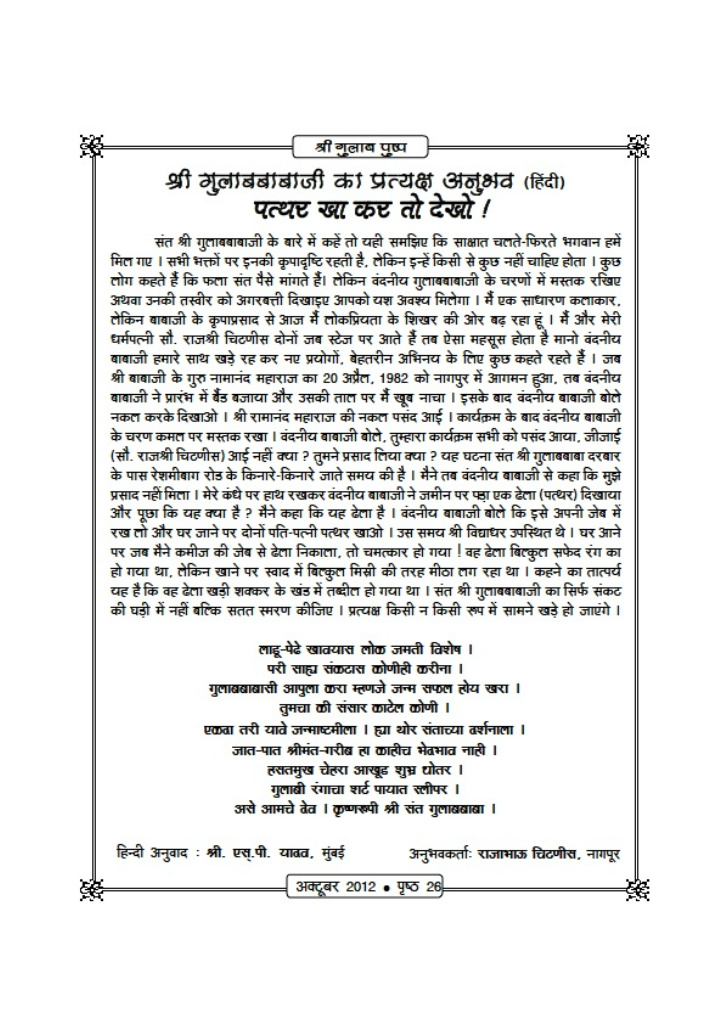 श्री गुलाब पुष्प
श्री गुलाबबाबाजी का प्रत्यक्ष अनुभव (हिंदी)
पत्थर खा कर तो देखो !
संत श्री गुलाबबाबाजी के बारे में कहें तो यही समझिए कि साक्षात चलते-फिरते भगवान हमें
मिल गए । सभी भक्तों पर इनकी कृपादृष्टि रहती है, लेकिन इन्हें किसी से कुछ नहीं चाहिए होता । कुछ
लोग कहते हैं कि फला संत पैसे मांगते हैं। लेकिन वंदनीय गुलाबबाबाजी के चरणों में मस्तक रखिए
अथवा उनकी तस्वीर को अगरबत्ती दिखाइए आपको यश अवश्य मिलेगा । मैं एक साधारण कलाकार,
लेकिन बाबाजी के कृपाप्रसाद से आज मैं लोकप्रियता के शिखर की ओर बढ़ रहा हूं । मैं और मेरी
धर्मपत्नी सौ. राजश्री चिटणीस दोनों जब स्टेज पर आते हैं तब ऐसा महसूस होता है मानो वंदनीय
बाबाजी हमारे साथ खड़े रह कर नए प्रयोगों, बेहतरीन अभिनय के लिए कुछ कहते रहते हैं । जब
श्री बाबाजी के गुरु नामानंद महाराज का 20 अप्रैल, 1982 को नागपुर में आगमन हुआ, तब वंदनीय
बाबाजी ने प्रारंभ में बैंड बजाया और उसकी ताल पर मैं खूब नाचा । इसके बाद वंदनीय बाबाजी बोले
नकल करके दिखाओ । श्री रामानंद महाराज की नकल पसंद आई । कार्यक्रम के बाद वंदनीय बाबाजी
के चरण कमल पर मस्तक रखा । वंदनीय बाबाजी बोले, तुम्हारा कार्यक्रम सभी को पसंद आया, जीजाई
(सौ. राजश्री चिटणीस) आई नहीं क्या ? तुमने प्रसाद लिया क्या ? यह घटना संत श्री गुलाबबाबा दरबार
के पास रेशमीबाग रोड के किनारे-किनारे जाते समय की है । मैने तब वंदनीय बाबाजी से कहा कि मुझे
प्रसाद नहीं मिला । मेरे कंधे पर हाथ रखकर वंदनीय बाबाजी ने जमीन पर पड़ा एक ढेला (पत्थर) दिखाया
और पूछा कि यह क्या है ? मैने कहा कि यह ढेला है । वंदनीय बाबाजी बोले कि इसे अपनी जेब में
रख लो और घर जाने पर दोनों पति-पत्नी पत्थर खाओ । उस समय श्री विद्याधर उपस्थित थे । घर आने
पर जब मैने कमीज की जेब से ढेला निकाला, तो चमत्कार हो गया ! वह ढेला बिल्कुल सफेद रंग का
हो गया था, लेकिन खाने पर स्वाद में बिल्कुल मिस्री की तरह मीठा लग रहा था । कहने का तात्पर्य
यह है कि वह ढेला खड़ी शक्कर के खंड में तब्दील हो गया था । संत श्री गुलाबबाबाजी का सिर्फ संकट
की घड़ी में नहीं बल्कि सतत स्मरण कीजिए । प्रत्यक्ष किसी न किसी रूप में सामने खड़े हो जाएंगे ।
लाडू-पेढे खावयास लोक जमती विशेष ।
परी साह्य संकटास कोणीही करीना ।
गुलाबबाबासी आपुला करा म्हणजे जन्म सफल होय खरा ।
तुमचा की संसार काटेल कोणी ।
एकढा तरी यावे जन्माष्टमीला । ह्या थोर संताच्या दर्शनाला ।
जात-पात श्रीमंत-गरीब हा काहीच भेदभाव नाही ।
हसतमुख चेहरा आखूड शुभ्र धोतर ।
गुलाबी रंगाचा शर्ट पायात स्लीपर ।
असे आमचे देव । कृष्णरुपी श्री संत गुलाबबाबा ।
हिन्दी अनुवाद : श्री. एस्.पी. यादव, मुंबई
अनुभवकर्ताः राजाभाऊ चिटणीस, नागपूर
अक्टूबर 2012 ● पृष्ठ 26